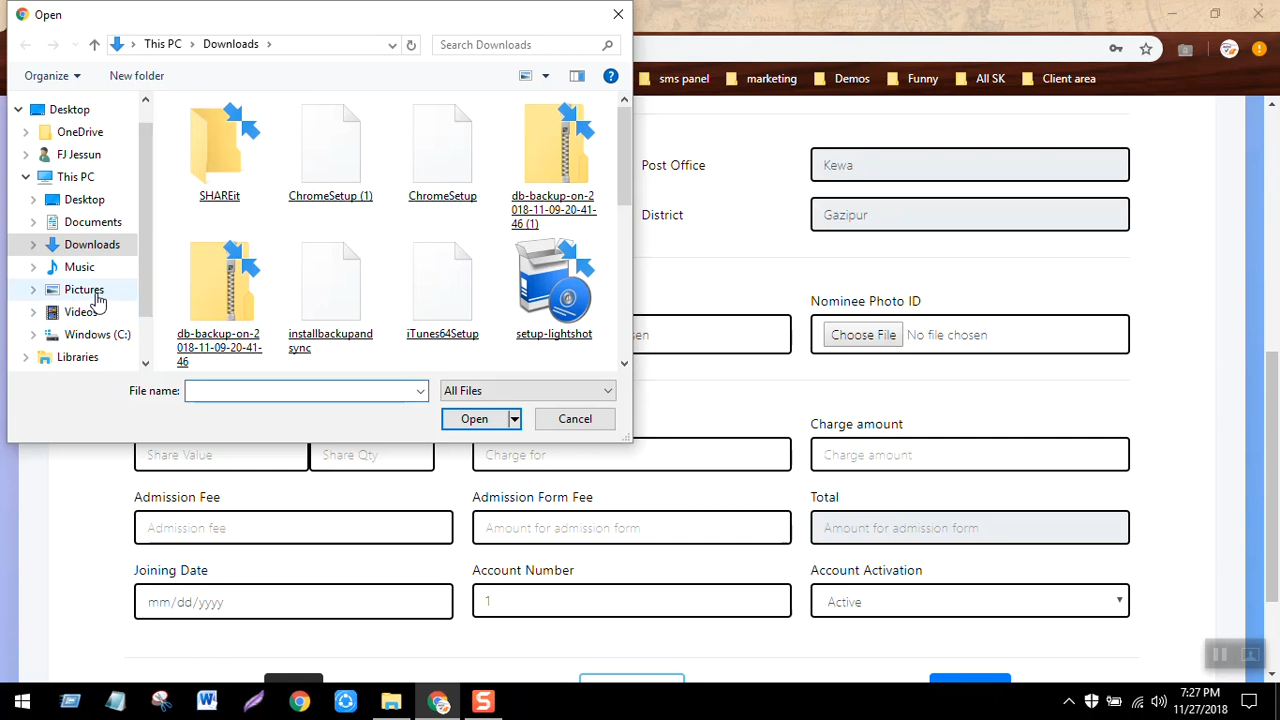 Open
This PC
Downloads
Search Downloads
Organize
New folder
sms panel
marketing
Demos
Funny
All SK
Client area
Desktop
OneDrive
FJ Jessun
This PC
Desktop
Documents
Downloads
Music
Pictures
Videos
Windows (C:)
Libraries
SHAREit
ChromeSetup (1)
ChromeSetup
db-backup-on-2
018-11-09-20-41-
46 (1)
db-backup-on-2
018-11-09-20-41-
46
installbackupand
sync
iTunes64Setup
setup-lightshot
File name:
All Files
Open
Cancel
Post Office
Kewa
District
Gazipur
Nominee Photo ID
Choose File No file chosen
Charge amount
Share Value
Share Qty
Charge for
Charge amount
Admission Fee
Admission Form Fee
Total
Admission fee
Amount for admission form
Amount for admission form
Joining Date
Account Number
Account Activation
mm/dd/yyyy
1
Active
7:27 PM
11/27/2018